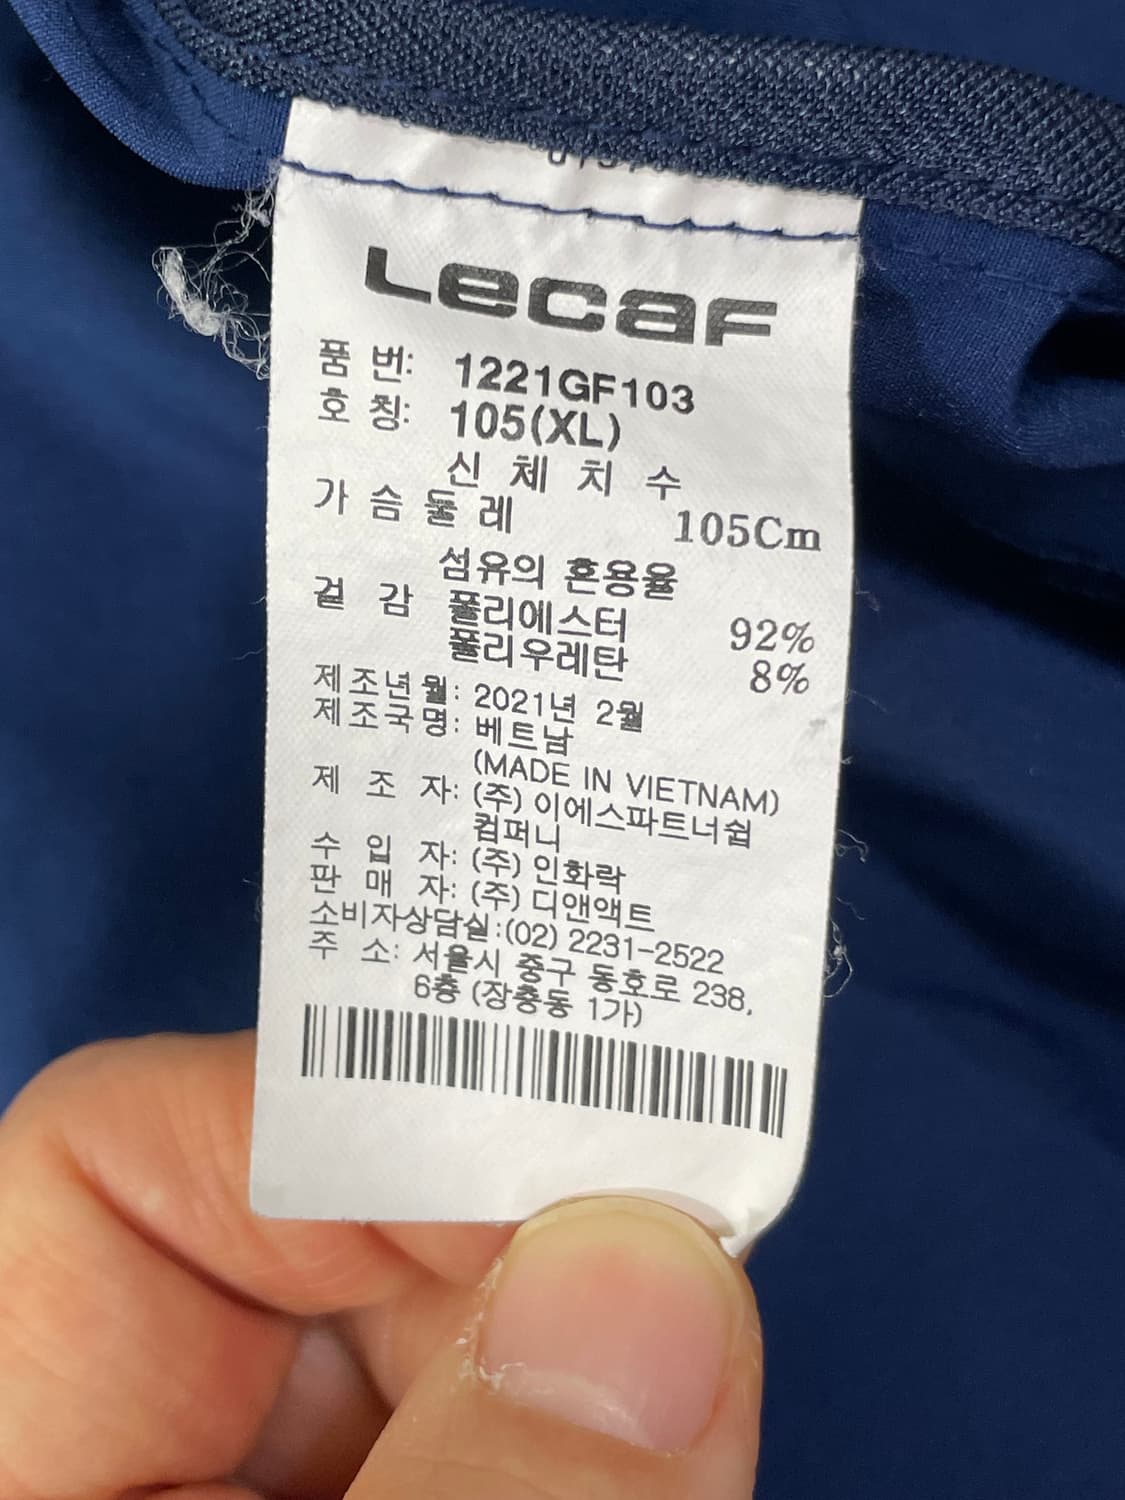 Lecaf
품 번: 1221GF103
호 칭: 105(XL)
신 체 치 수
가 슴 둘 레 105Cm
섬유의 혼용율
겉 감 폴리에스터 92%
폴리우레탄 8%
제조년월: 2021년 2월
제조국명: 베트남
(MADE IN VIETNAM)
제 조 자: (주) 이에스파트너쉽
컴퍼니
수 입 자: (주) 인화락
판 매 자: (주) 디앤액트
소비자상담실:(02) 2231-2522
주 소: 서울시 중구 동호로 238,
6층 (장충동 1가)